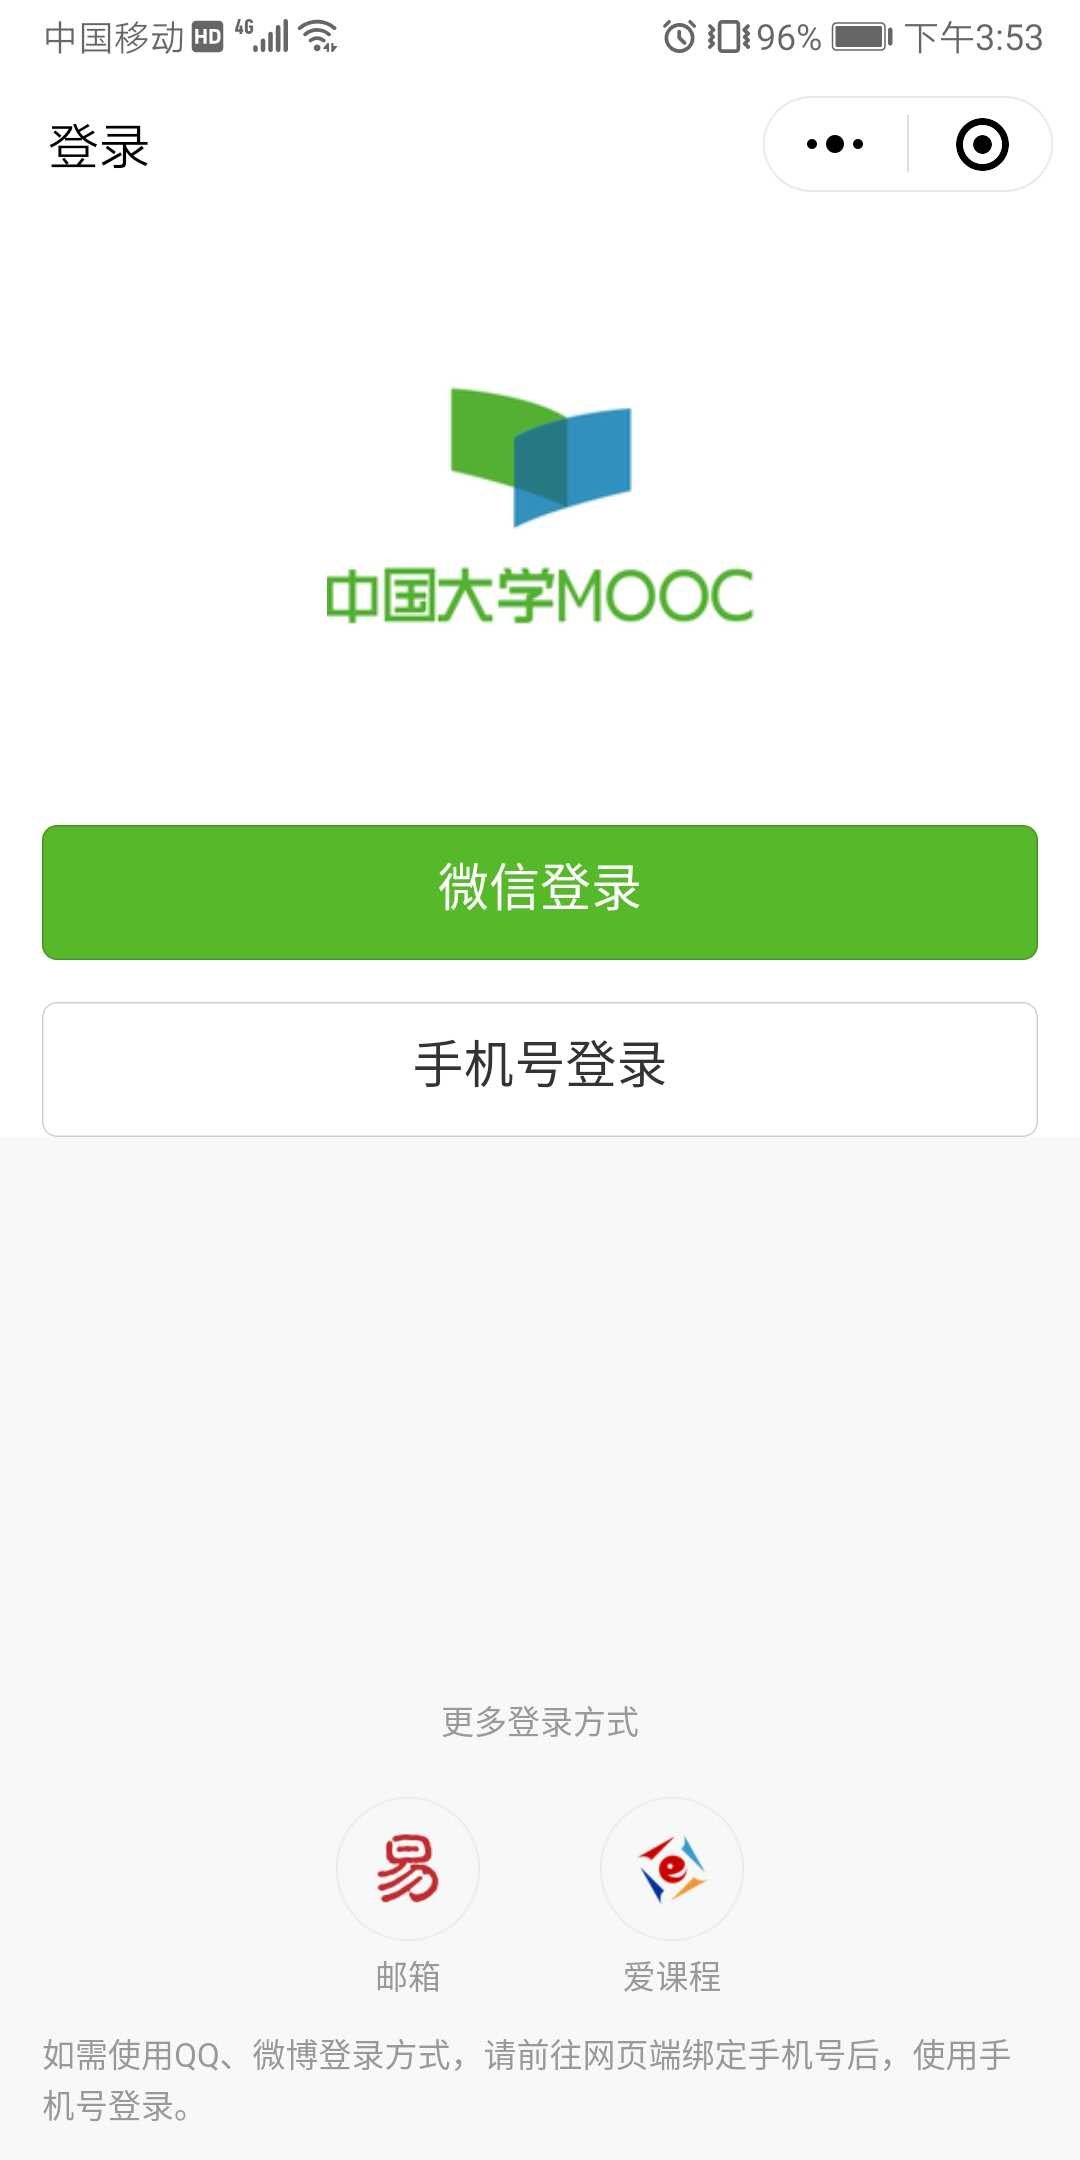 中国移动 HD 4G 96% 下午3:53
登录
中国大学MOOC
微信登录
手机号登录
更多登录方式
易 e
邮箱 爱课程
如需使用QQ、微博登录方式，请前往网页端绑定手机号后，使用手
机号登录。